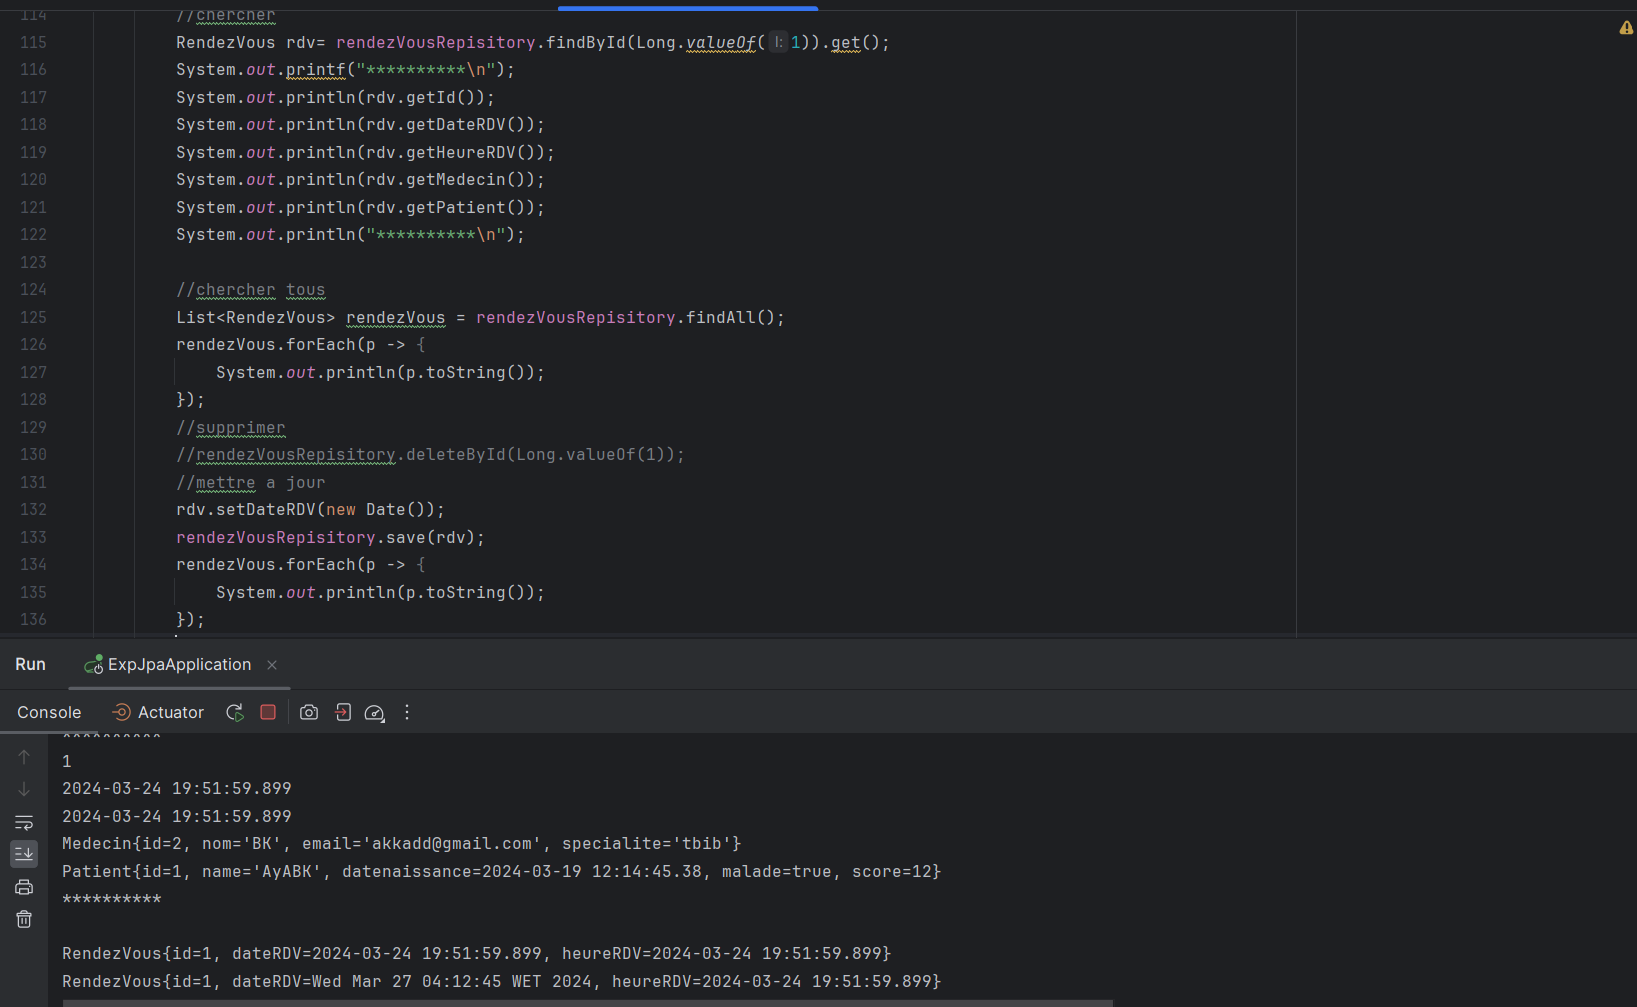 114 //chercher
115 RendezVous rdv= rendezVousRepisitory.findById(Long.valueOf( l: 1)).get();
116 System.out.printf("**********\n");
117 System.out.println(rdv.getId());
118 System.out.println(rdv.getDateRDV());
119 System.out.println(rdv.getHeureRDV());
120 System.out.println(rdv.getMedecin());
121 System.out.println(rdv.getPatient());
122 System.out.println("**********\n");
123
124 //chercher tous
125 List<RendezVous> rendezVous = rendezVousRepisitory.findAll();
126 rendezVous.forEach(p -> {
127 System.out.println(p.toString());
128 });
129 //supprimer
130 //rendezVousRepisitory.deleteById(Long.valueOf(1));
131 //mettre a jour
132 rdv.setDateRDV(new Date());
133 rendezVousRepisitory.save(rdv);
134 rendezVous.forEach(p -> {
135 System.out.println(p.toString());
136 });
Run ExpJpaApplication
Console Actuator
**********
1
2024-03-24 19:51:59.899
2024-03-24 19:51:59.899
Medecin{id=2, nom='BK', email='akkadd@gmail.com', specialite='tbib'}
Patient{id=1, name='AyABK', datenaissance=2024-03-19 12:14:45.38, malade=true, score=12}
**********
RendezVous{id=1, dateRDV=2024-03-24 19:51:59.899, heureRDV=2024-03-24 19:51:59.899}
RendezVous{id=1, dateRDV=Wed Mar 27 04:12:45 WET 2024, heureRDV=2024-03-24 19:51:59.899}